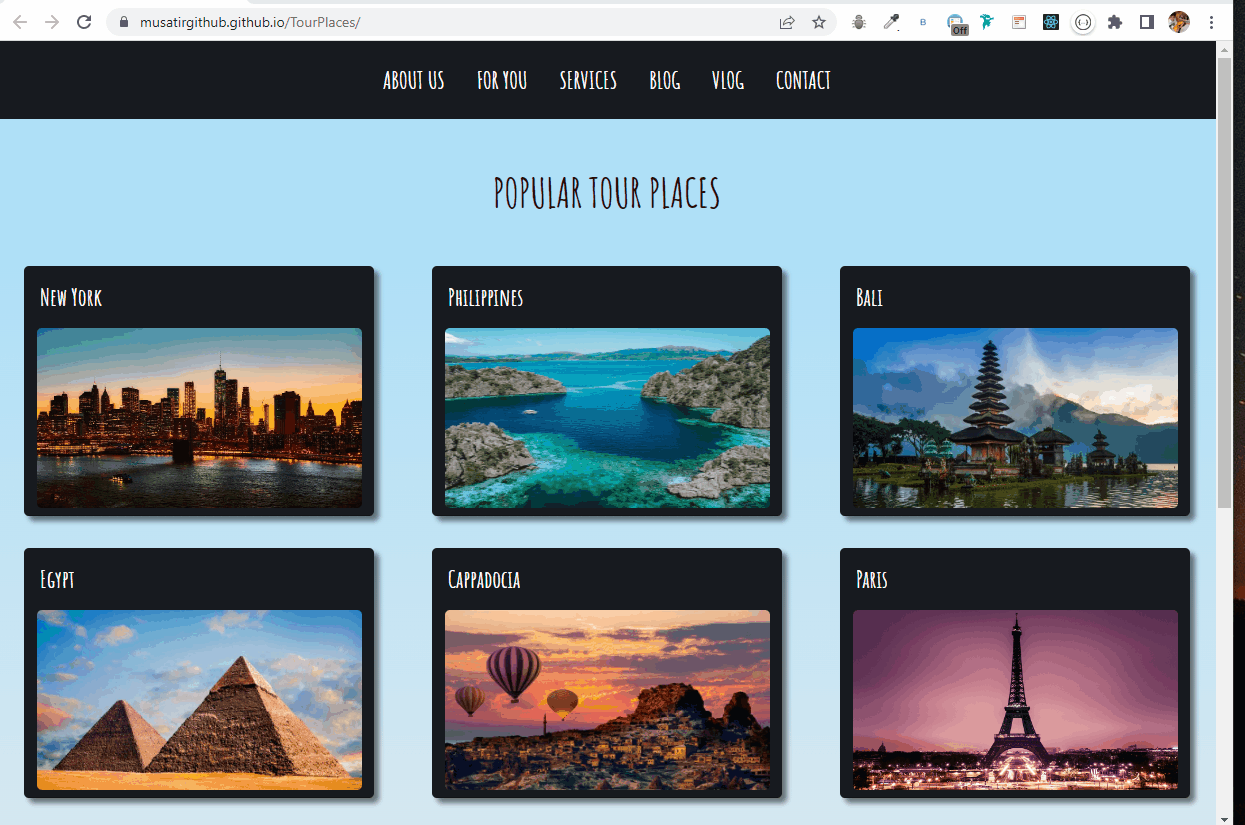 musatirgithub.github.io/TourPlaces/
B
Off
ABOUT US FOR YOU SERVICES BLOG VLOG CONTACT
POPULAR TOUR PLACES
New York Philippines Bali
Egypt Cappadocia Paris